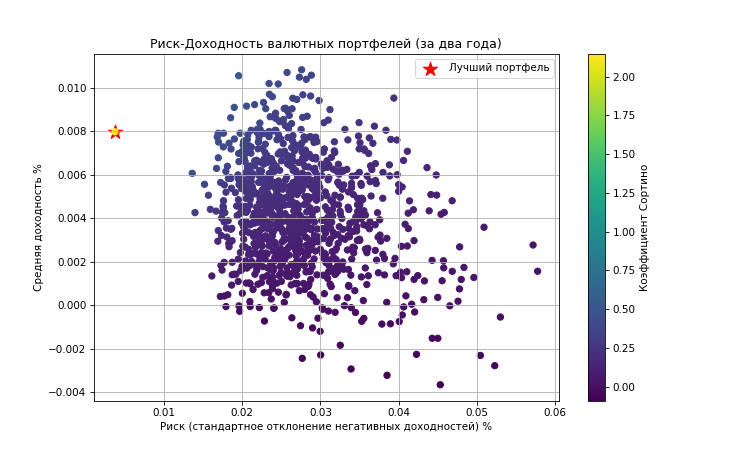 Риск-Доходность валютных портфелей (за два года)
Лучший портфель
Средняя доходность %
0.010
0.008
0.006
0.004
0.002
0.000
−0.002
−0.004
0.01 0.02 0.03 0.04 0.05 0.06
Риск (стандартное отклонение негативных доходностей) %
2.00
1.75
1.50
1.25
1.00
0.75
0.50
0.25
0.00
Коэффициент Сортино